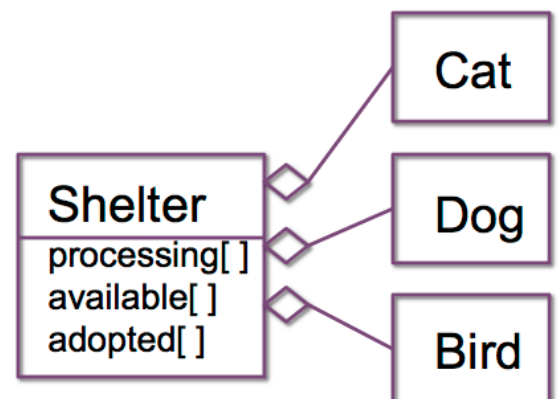 Cat
Shelter
processing[ ]
available[ ]
adopted[ ]
Dog
Bird